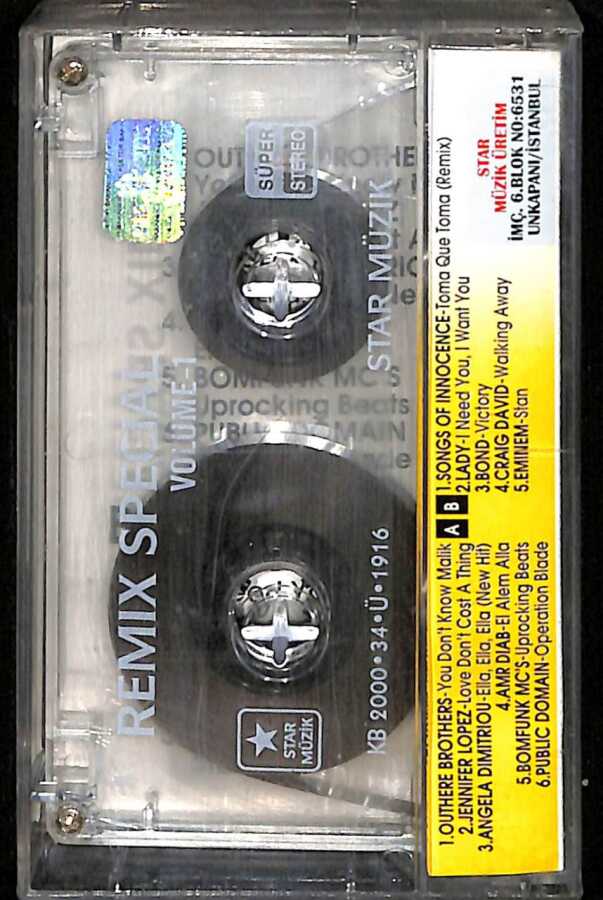 REMIX SPECIAL
VOLUME-1
SÜPER
STEREO
STAR MÜZİK
STAR
MÜZİK
KB 2000•34•Ü•1916
BOMFUNK MC'S
Uprocking Beats
A
1.OUTHERE BROTHERS-You Don't Know Malik
2.JENNIFER LOPEZ-Love Don't Cost A Thing
3.ANGELA DIMITRIOU-Ella, Ella, Ella (New Hit)
4.AMR DIAB-El Alem Alla
5.BOMFUNK MC'S-Uprocking Beats
6.PUBLIC DOMAIN-Operation Blade
B
1.SONGS OF INNOCENCE-Toma Que Toma (Remix)
2.LADY-I Need You, I Want You
3.BOND-Victory
4.CRAIG DAVID-Walking Away
5.EMINEM-Stan
STAR
MÜZİK ÜRETİM
İMÇ. 6.BLOK NO:6531
UNKAPANI/İSTANBUL